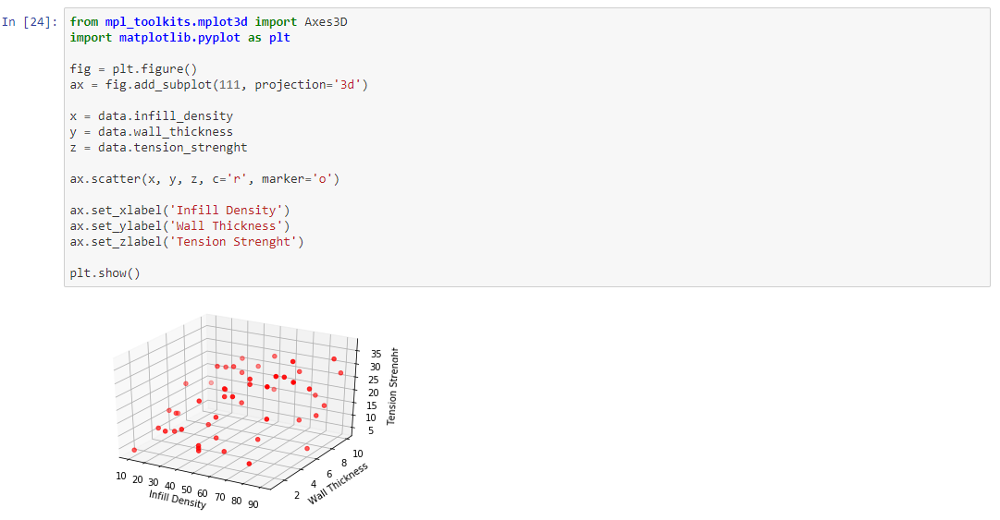 In [24]:
from mpl_toolkits.mplot3d import Axes3D
import matplotlib.pyplot as plt
fig = plt.figure()
ax = fig.add_subplot(111, projection='3d')
x = data.infill_density
y = data.wall_thickness
z = data.tension_strenght
ax.scatter(x, y, z, c='r', marker='o')
ax.set_xlabel('Infill Density')
ax.set_ylabel('Wall Thickness')
ax.set_zlabel('Tension Strenght')
plt.show()
35
30
25
20
15
10
5
Tension Strenght
10
8
6
4
2
Wall Thickness
10 20 30 40 50 60 70 80 90
Infill Density